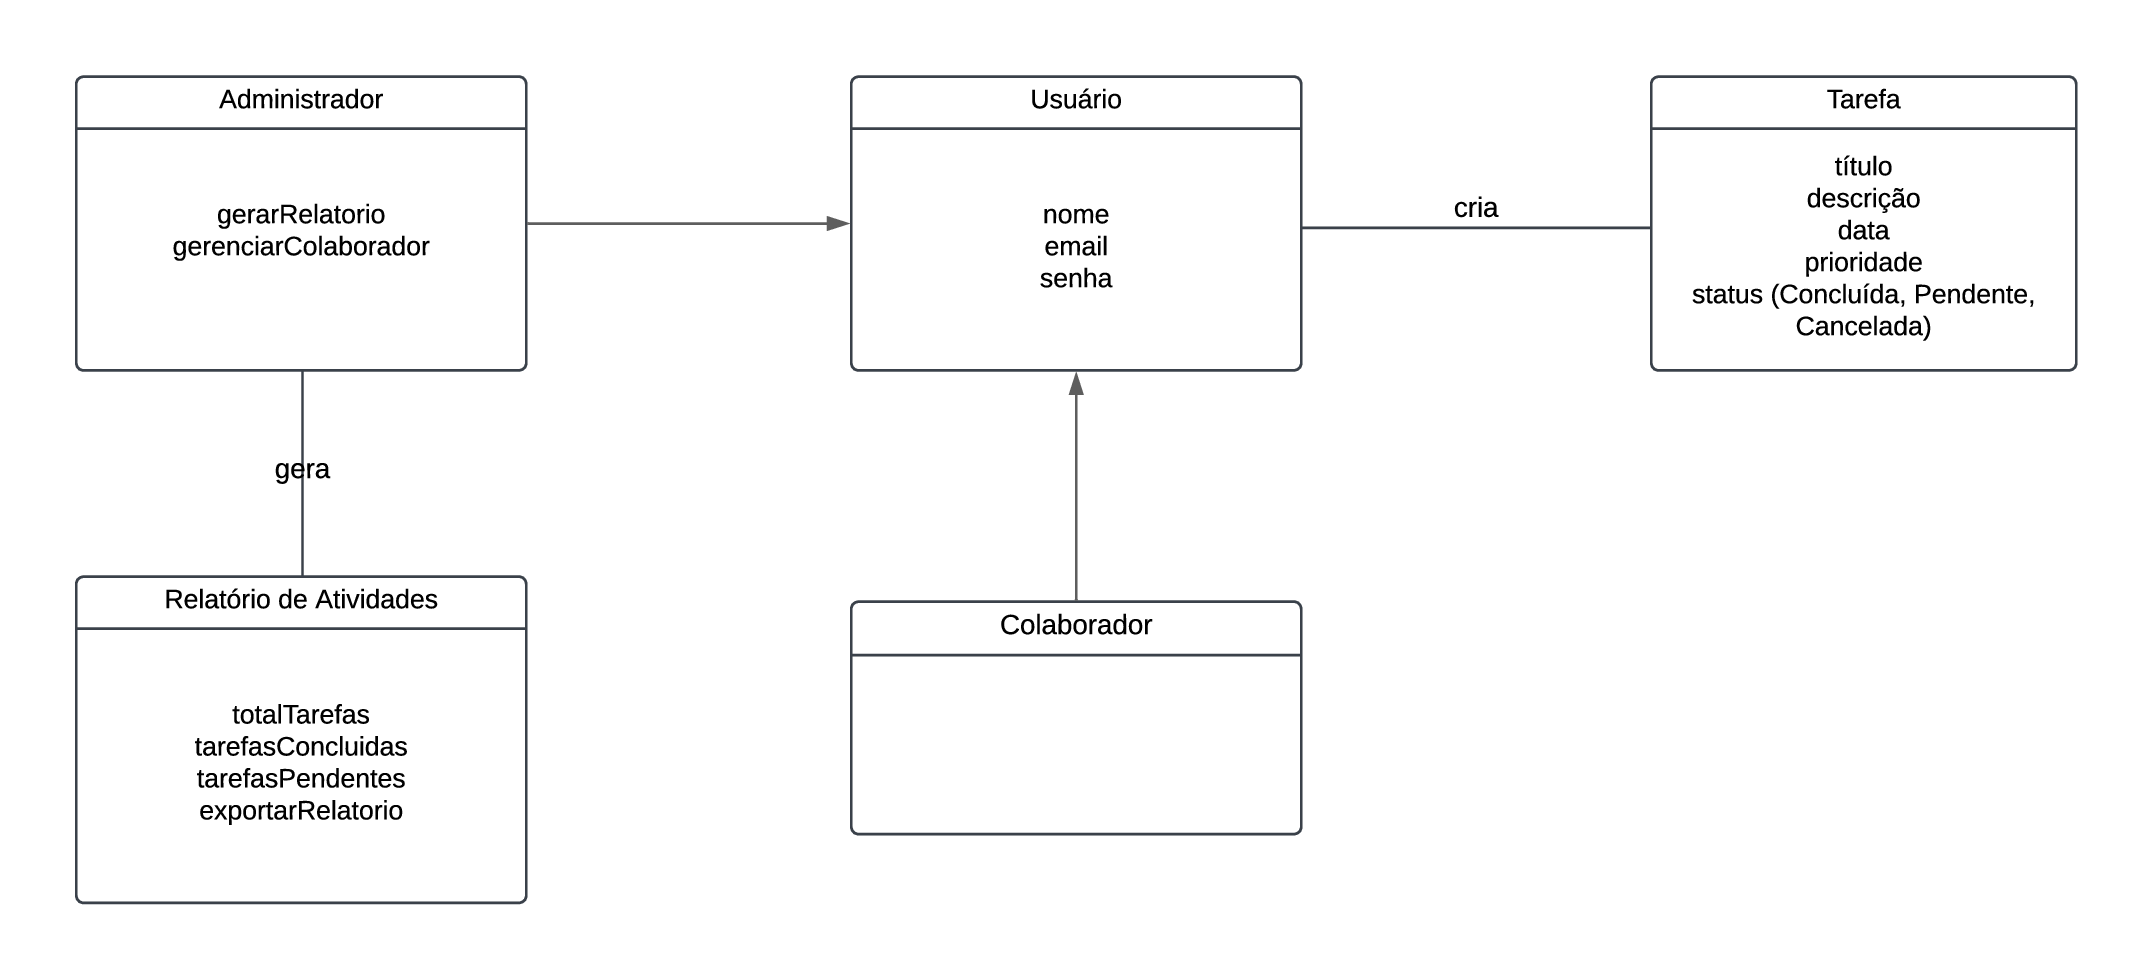 Administrador
gerarRelatorio
gerenciarColaborador
Usuário
nome
email
senha
cria
Tarefa
título
descrição
data
prioridade
status (Concluída, Pendente,
Cancelada)
gera
Relatório de Atividades
totalTarefas
tarefasConcluidas
tarefasPendentes
exportarRelatorio
Colaborador